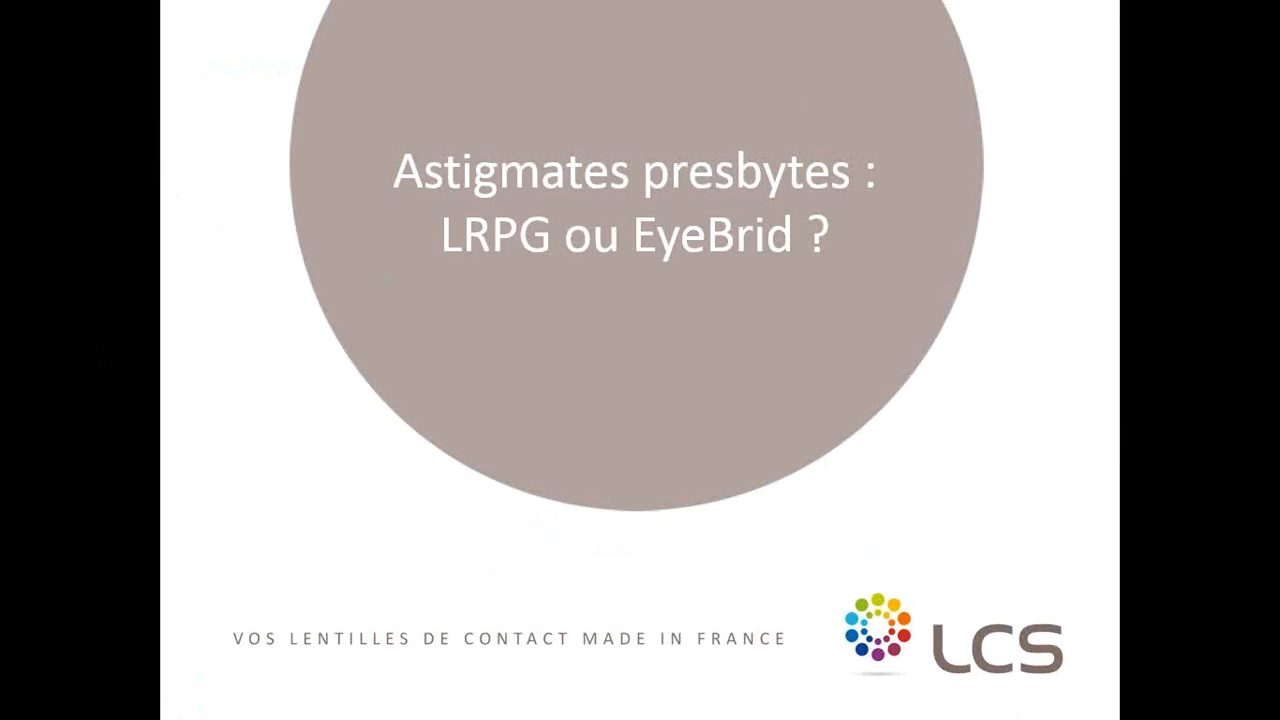 Astigmates presbytes :
LRPG ou EyeBrid ?
VOS LENTILLES DE CONTACT MADE IN FRANCE
LCS